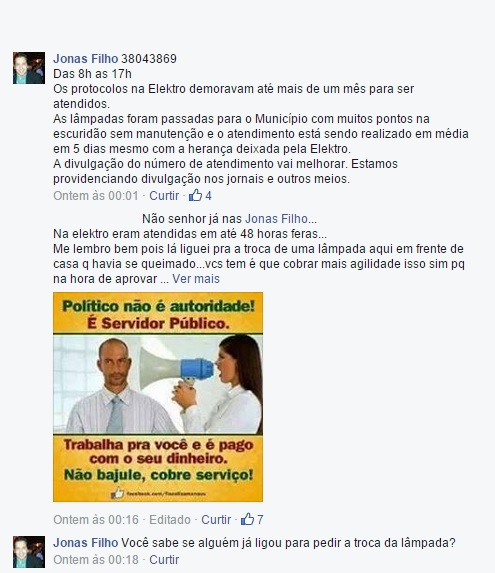 Jonas Filho 38043869
Das 8h as 17h
Os protocolos na Elektro demoravam até mais de um mês para ser
atendidos.
As lâmpadas foram passadas para o Município com muitos pontos na
escuridão sem manutenção e o atendimento está sendo realizado em média
em 5 dias mesmo com a herança deixada pela Elektro.
A divulgação do número de atendimento vai melhorar. Estamos
providenciando divulgação nos jornais e outros meios.
Ontem às 00:01 · Curtir · 4
Não senhor já nas Jonas Filho...
Na elektro eram atendidas em até 48 horas feras...
Me lembro bem pois lá liguei pra a troca de uma lâmpada aqui em frente de
casa q havia se queimado...vcs tem é que cobrar mais agilidade isso sim pq
na hora de aprovar ... Ver mais
Político não é autoridade!
É Servidor Público.
Trabalha pra você e é pago
com o seu dinheiro.
Não bajule, cobre serviço!
facebook.com/fiscalizamanaus
Ontem às 00:16 · Editado · Curtir · 7
Jonas Filho Você sabe se alguém já ligou para pedir a troca da lâmpada?
Ontem às 00:18 · Curtir